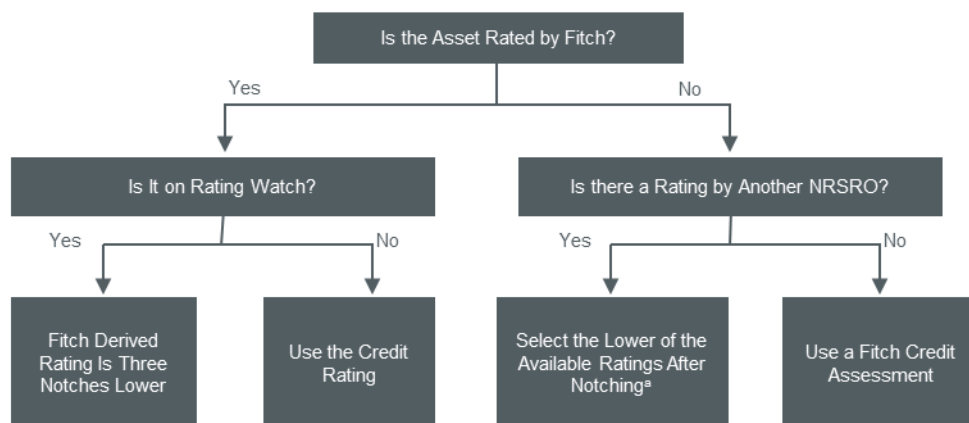 Is the Asset Rated by Fitch?
Yes
No
Is It on Rating Watch?
Is there a Rating by Another NRSRO?
Yes
No
Yes
No
Fitch Derived
Rating Is Three
Notches Lower
Use the Credit
Rating
Select the Lower of the
Available Ratings After
Notchingᵃ
Use a Fitch Credit
Assessment